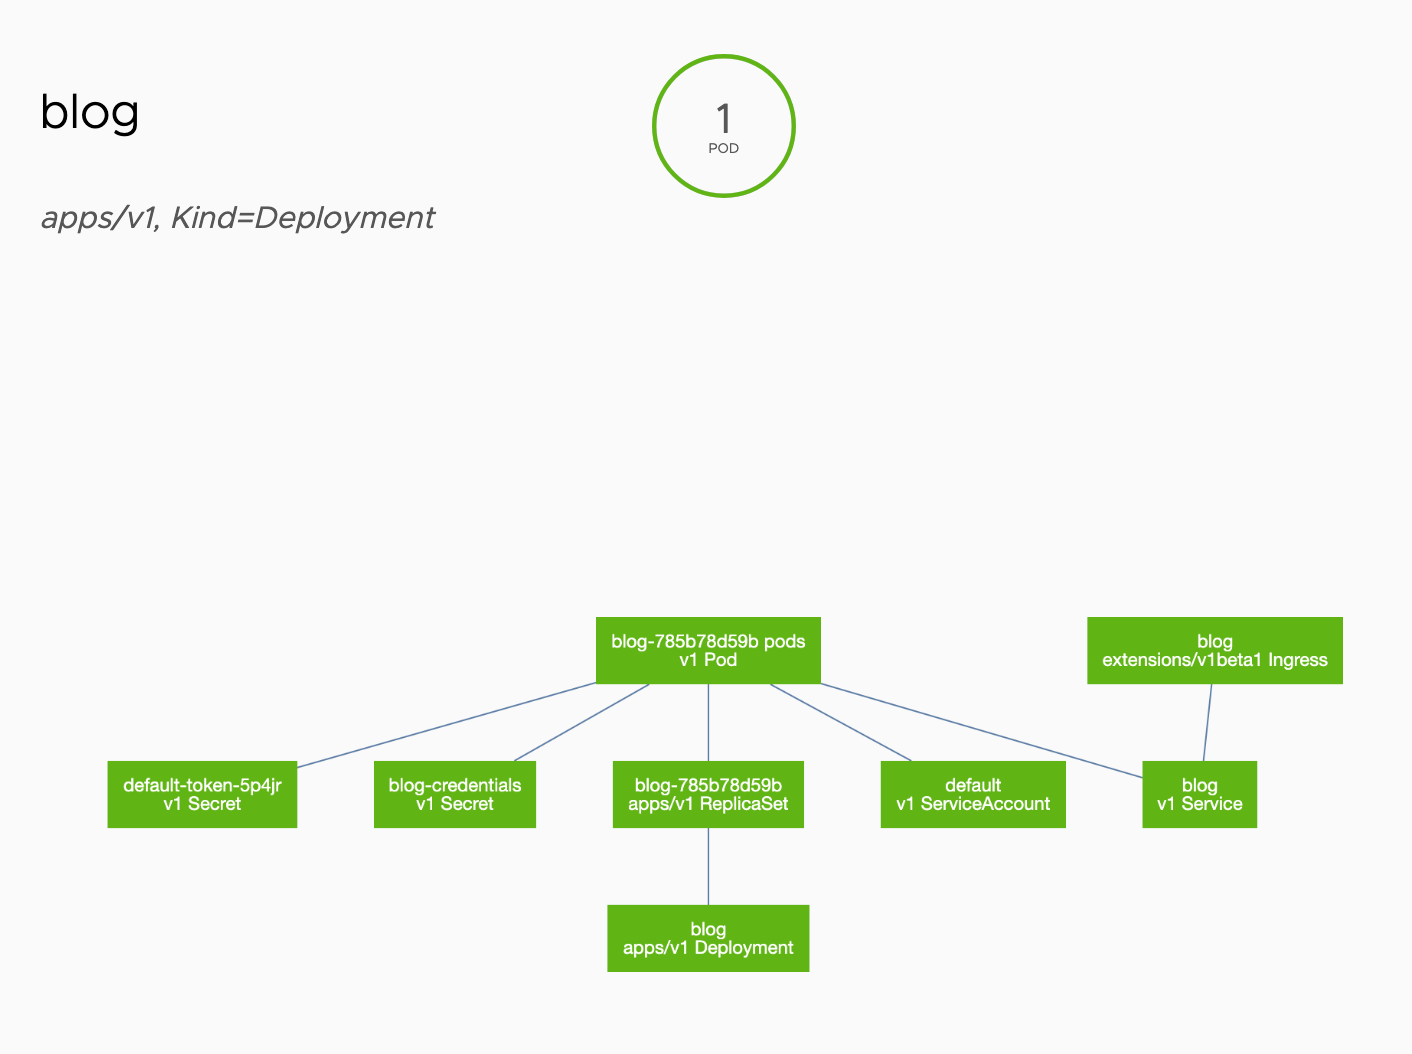 blog
1
POD
apps/v1, Kind=Deployment
blog-785b78d59b pods
v1 Pod
blog
extensions/v1beta1 Ingress
default-token-5p4jr
v1 Secret
blog-credentials
v1 Secret
blog-785b78d59b
apps/v1 ReplicaSet
default
v1 ServiceAccount
blog
v1 Service
blog
apps/v1 Deployment